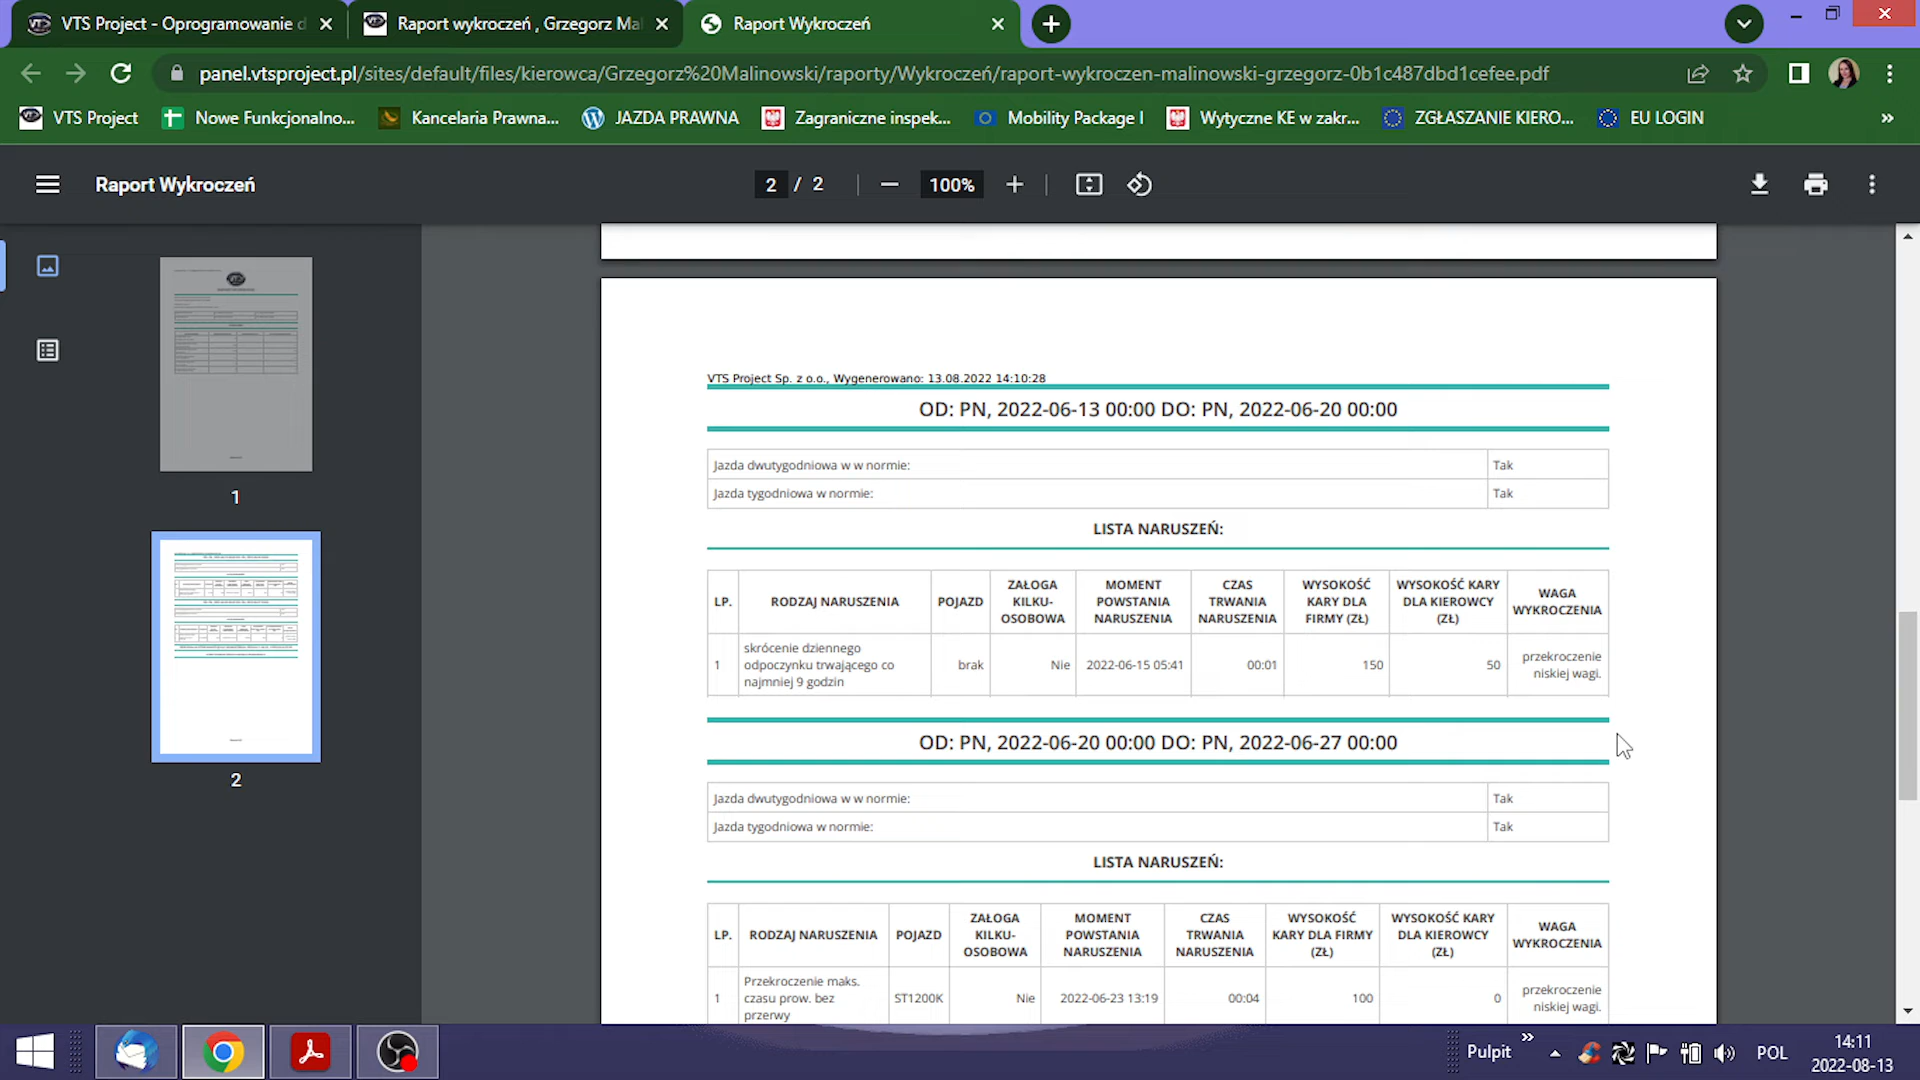 VTS Project - Oprogramowanie d
Raport wykroczeń , Grzegorz Mal
Raport Wykroczeń
panel.vtsproject.pl/sites/default/files/kierowca/Grzegorz%20Malinowski/raporty/Wykroczeń/raport-wykroczen-malinowski-grzegorz-0b1c487dbd1cefee.pdf
VTS Project
Nowe Funkcjonalno...
Kancelaria Prawna...
JAZDA PRAWNA
Zagraniczne inspek...
Mobility Package I
Wytyczne KE w zakr...
ZGŁASZANIE KIERO...
EU LOGIN
»
Raport Wykroczeń
2 / 2
100%
1
2
VTS Project Sp. z o.o., Wygenerowano: 13.08.2022 14:10:28
OD: PN, 2022-06-13 00:00 DO: PN, 2022-06-20 00:00
Jazda dwutygodniowa w w normie: Tak
Jazda tygodniowa w normie: Tak
LISTA NARUSZEŃ:
LP. RODZAJ NARUSZENIA POJAZD ZAŁOGA KILKU-OSOBOWA MOMENT POWSTANIA NARUSZENIA CZAS TRWANIA NARUSZENIA WYSOKOŚĆ KARY DLA FIRMY (ZŁ) WYSOKOŚĆ KARY DLA KIEROWCY (ZŁ) WAGA WYKROCZENIA
1 skrócenie dziennego odpoczynku trwającego co najmniej 9 godzin brak Nie 2022-06-15 05:41 00:01 150 50 przekroczenie niskiej wagi.
OD: PN, 2022-06-20 00:00 DO: PN, 2022-06-27 00:00
Jazda dwutygodniowa w w normie: Tak
Jazda tygodniowa w normie: Tak
LISTA NARUSZEŃ:
LP. RODZAJ NARUSZENIA POJAZD ZAŁOGA KILKU-OSOBOWA MOMENT POWSTANIA NARUSZENIA CZAS TRWANIA NARUSZENIA WYSOKOŚĆ KARY DLA FIRMY (ZŁ) WYSOKOŚĆ KARY DLA KIEROWCY (ZŁ) WAGA WYKROCZENIA
1 Przekroczenie maks. czasu prow. bez przerwy ST1200K Nie 2022-06-23 13:19 00:04 100 0 przekroczenie niskiej wagi.
Pulpit
»
POL
14:11
2022-08-13